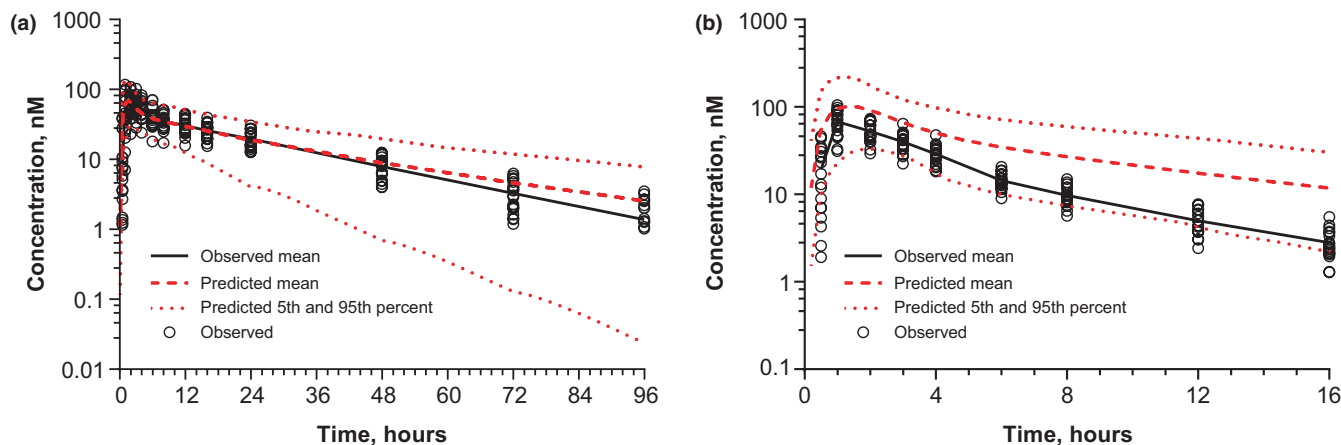 (a)
Concentration, nM
1000
100
10
1
0.1
0.01
Observed mean
Predicted mean
Predicted 5th and 95th percent
Observed
0 12 24 36 48 60 72 84 96
Time, hours
(b)
Concentration, nM
1000
100
10
1
0.1
Observed mean
Predicted mean
Predicted 5th and 95th percent
Observed
0 4 8 12 16
Time, hours